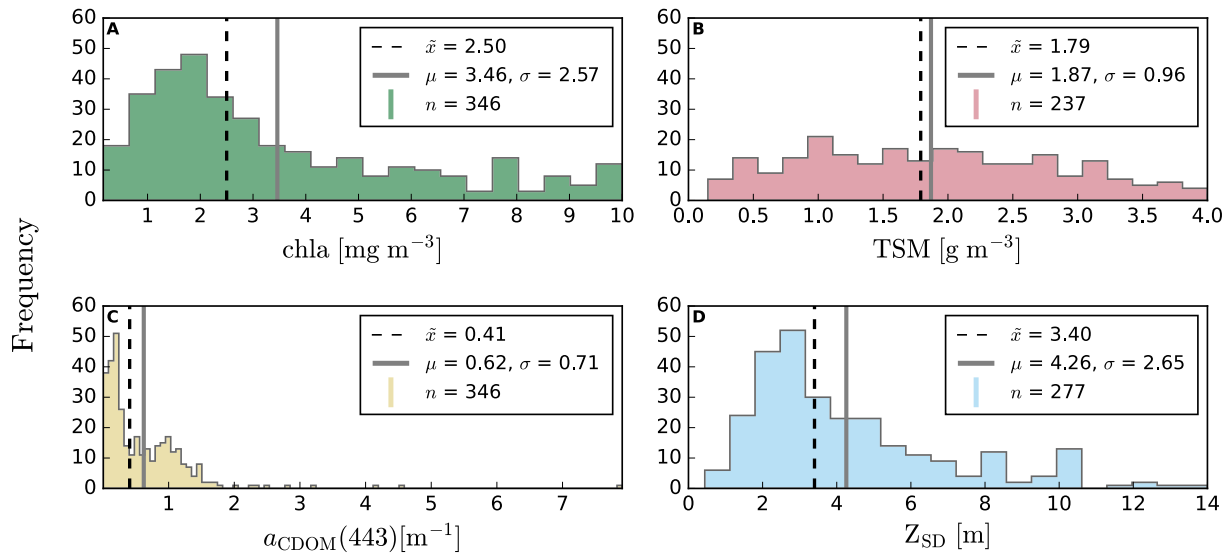 Frequency
A
60
50
40
30
20
10
0
x̃ = 2.50
μ = 3.46, σ = 2.57
n = 346
1 2 3 4 5 6 7 8 9 10
chla [mg m⁻³]
B
60
50
40
30
20
10
0
x̃ = 1.79
μ = 1.87, σ = 0.96
n = 237
0.0 0.5 1.0 1.5 2.0 2.5 3.0 3.5 4.0
TSM [g m⁻³]
C
60
50
40
30
20
10
0
x̃ = 0.41
μ = 0.62, σ = 0.71
n = 346
1 2 3 4 5 6 7
a_CDOM(443)[m⁻¹]
D
60
50
40
30
20
10
0
x̃ = 3.40
μ = 4.26, σ = 2.65
n = 277
2 4 6 8 10 12 14
Z_SD [m]